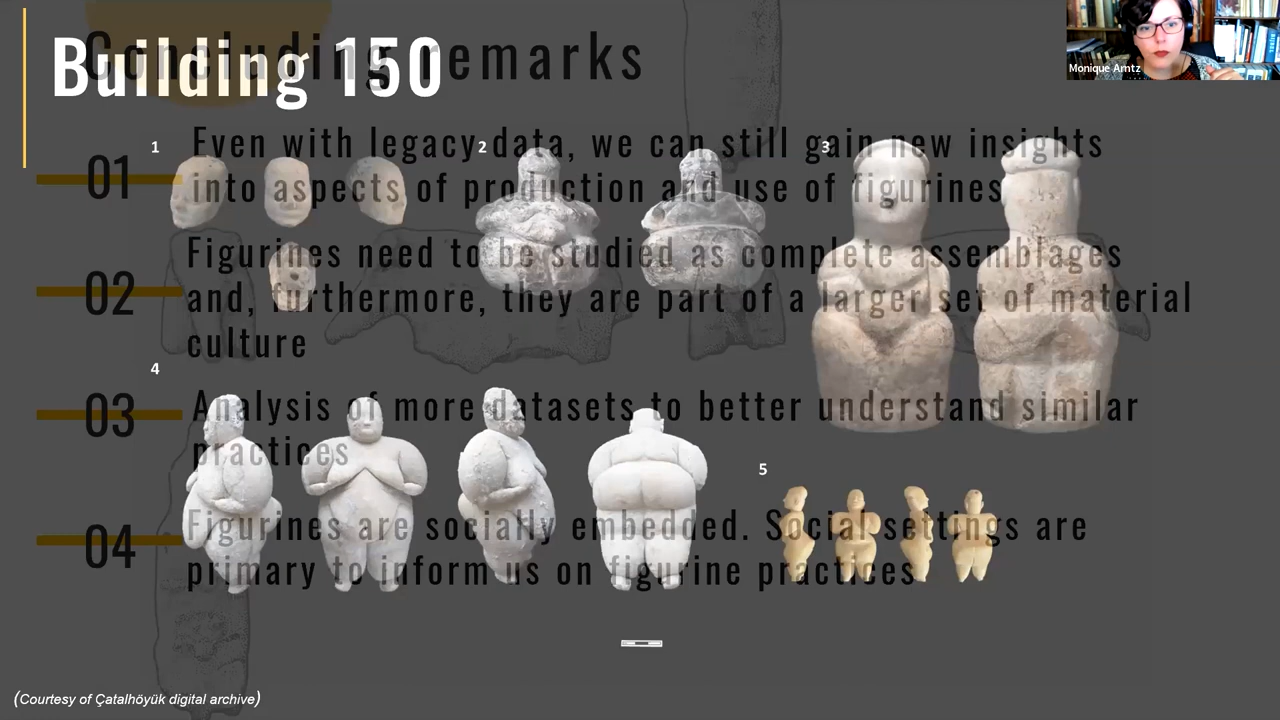 Building 150
Concluding remarks
Monique Arntz
01
Even with legacy data, we can still gain new insights
into aspects of production and use of figurines
02
Figurines need to be studied as complete assemblages
and, furthermore, they are part of a larger set of material
culture
03
Analysis of more datasets to better understand similar
practices
04
Figurines are socially embedded. Social settings are
primary to inform us on figurine practices.
1
2
3
4
5
(Courtesy of Çatalhöyük digital archive)